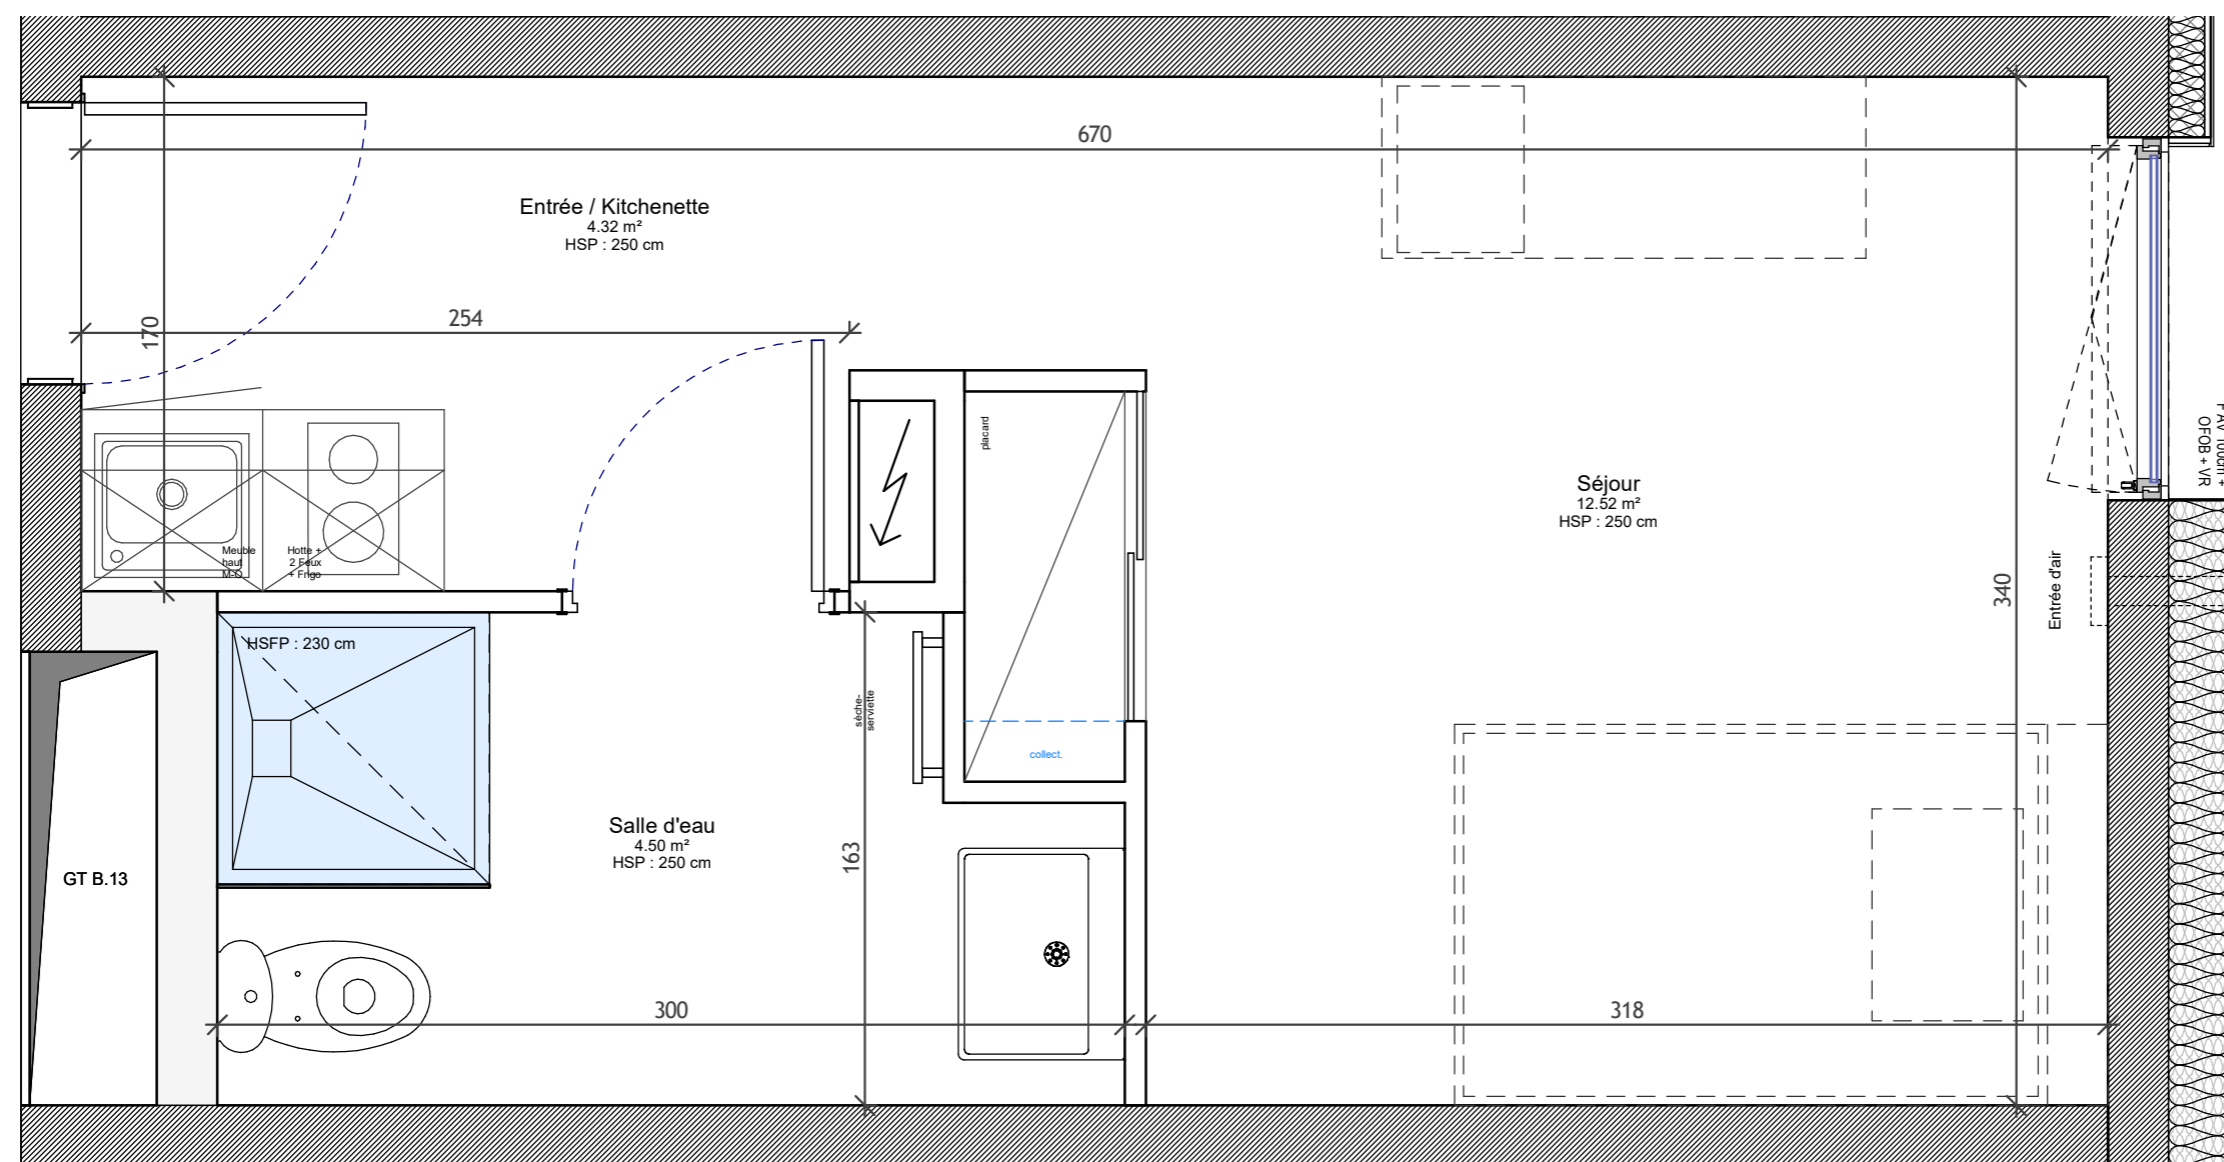 670
Entrée / Kitchenette
4.32 m²
HSP : 250 cm
254
170
placard
Séjour
12.52 m²
HSP : 250 cm
OFOB + VR
Meuble
haut
M-O
Hotte +
2 Feux
+ Frigo
Entrée d'air
340
HSFP : 230 cm
sèche-
serviette
collect.
Salle d'eau
4.50 m²
HSP : 250 cm
163
GT B.13
300
318